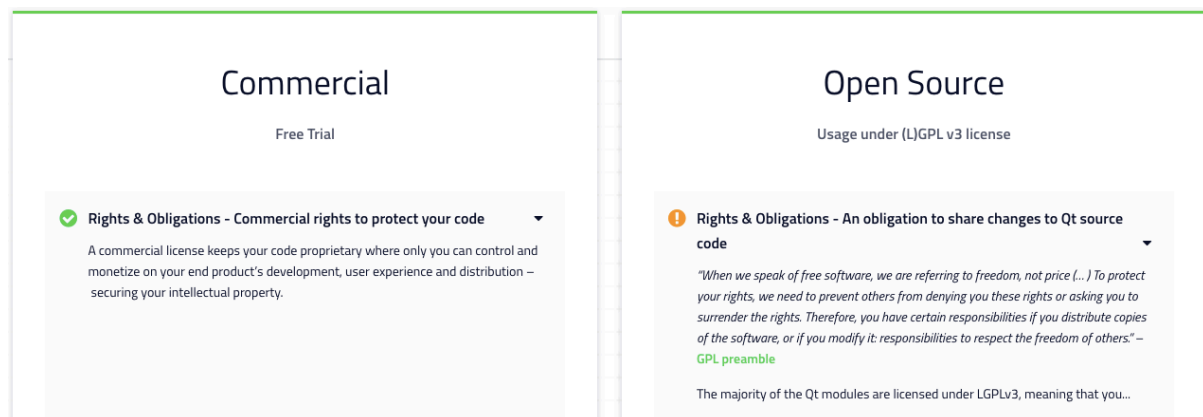 Commercial
Free Trial
Rights & Obligations - Commercial rights to protect your code
A commercial license keeps your code proprietary where only you can control and
monetize on your end product's development, user experience and distribution –
securing your intellectual property.
Open Source
Usage under (L)GPL v3 license
Rights & Obligations - An obligation to share changes to Qt source
code
“When we speak of free software, we are referring to freedom, not price (... ) To protect
your rights, we need to prevent others from denying you these rights or asking you to
surrender the rights. Therefore, you have certain responsibilities if you distribute copies
of the software, or if you modify it: responsibilities to respect the freedom of others.” –
GPL preamble
The majority of the Qt modules are licensed under LGPLv3, meaning that you...